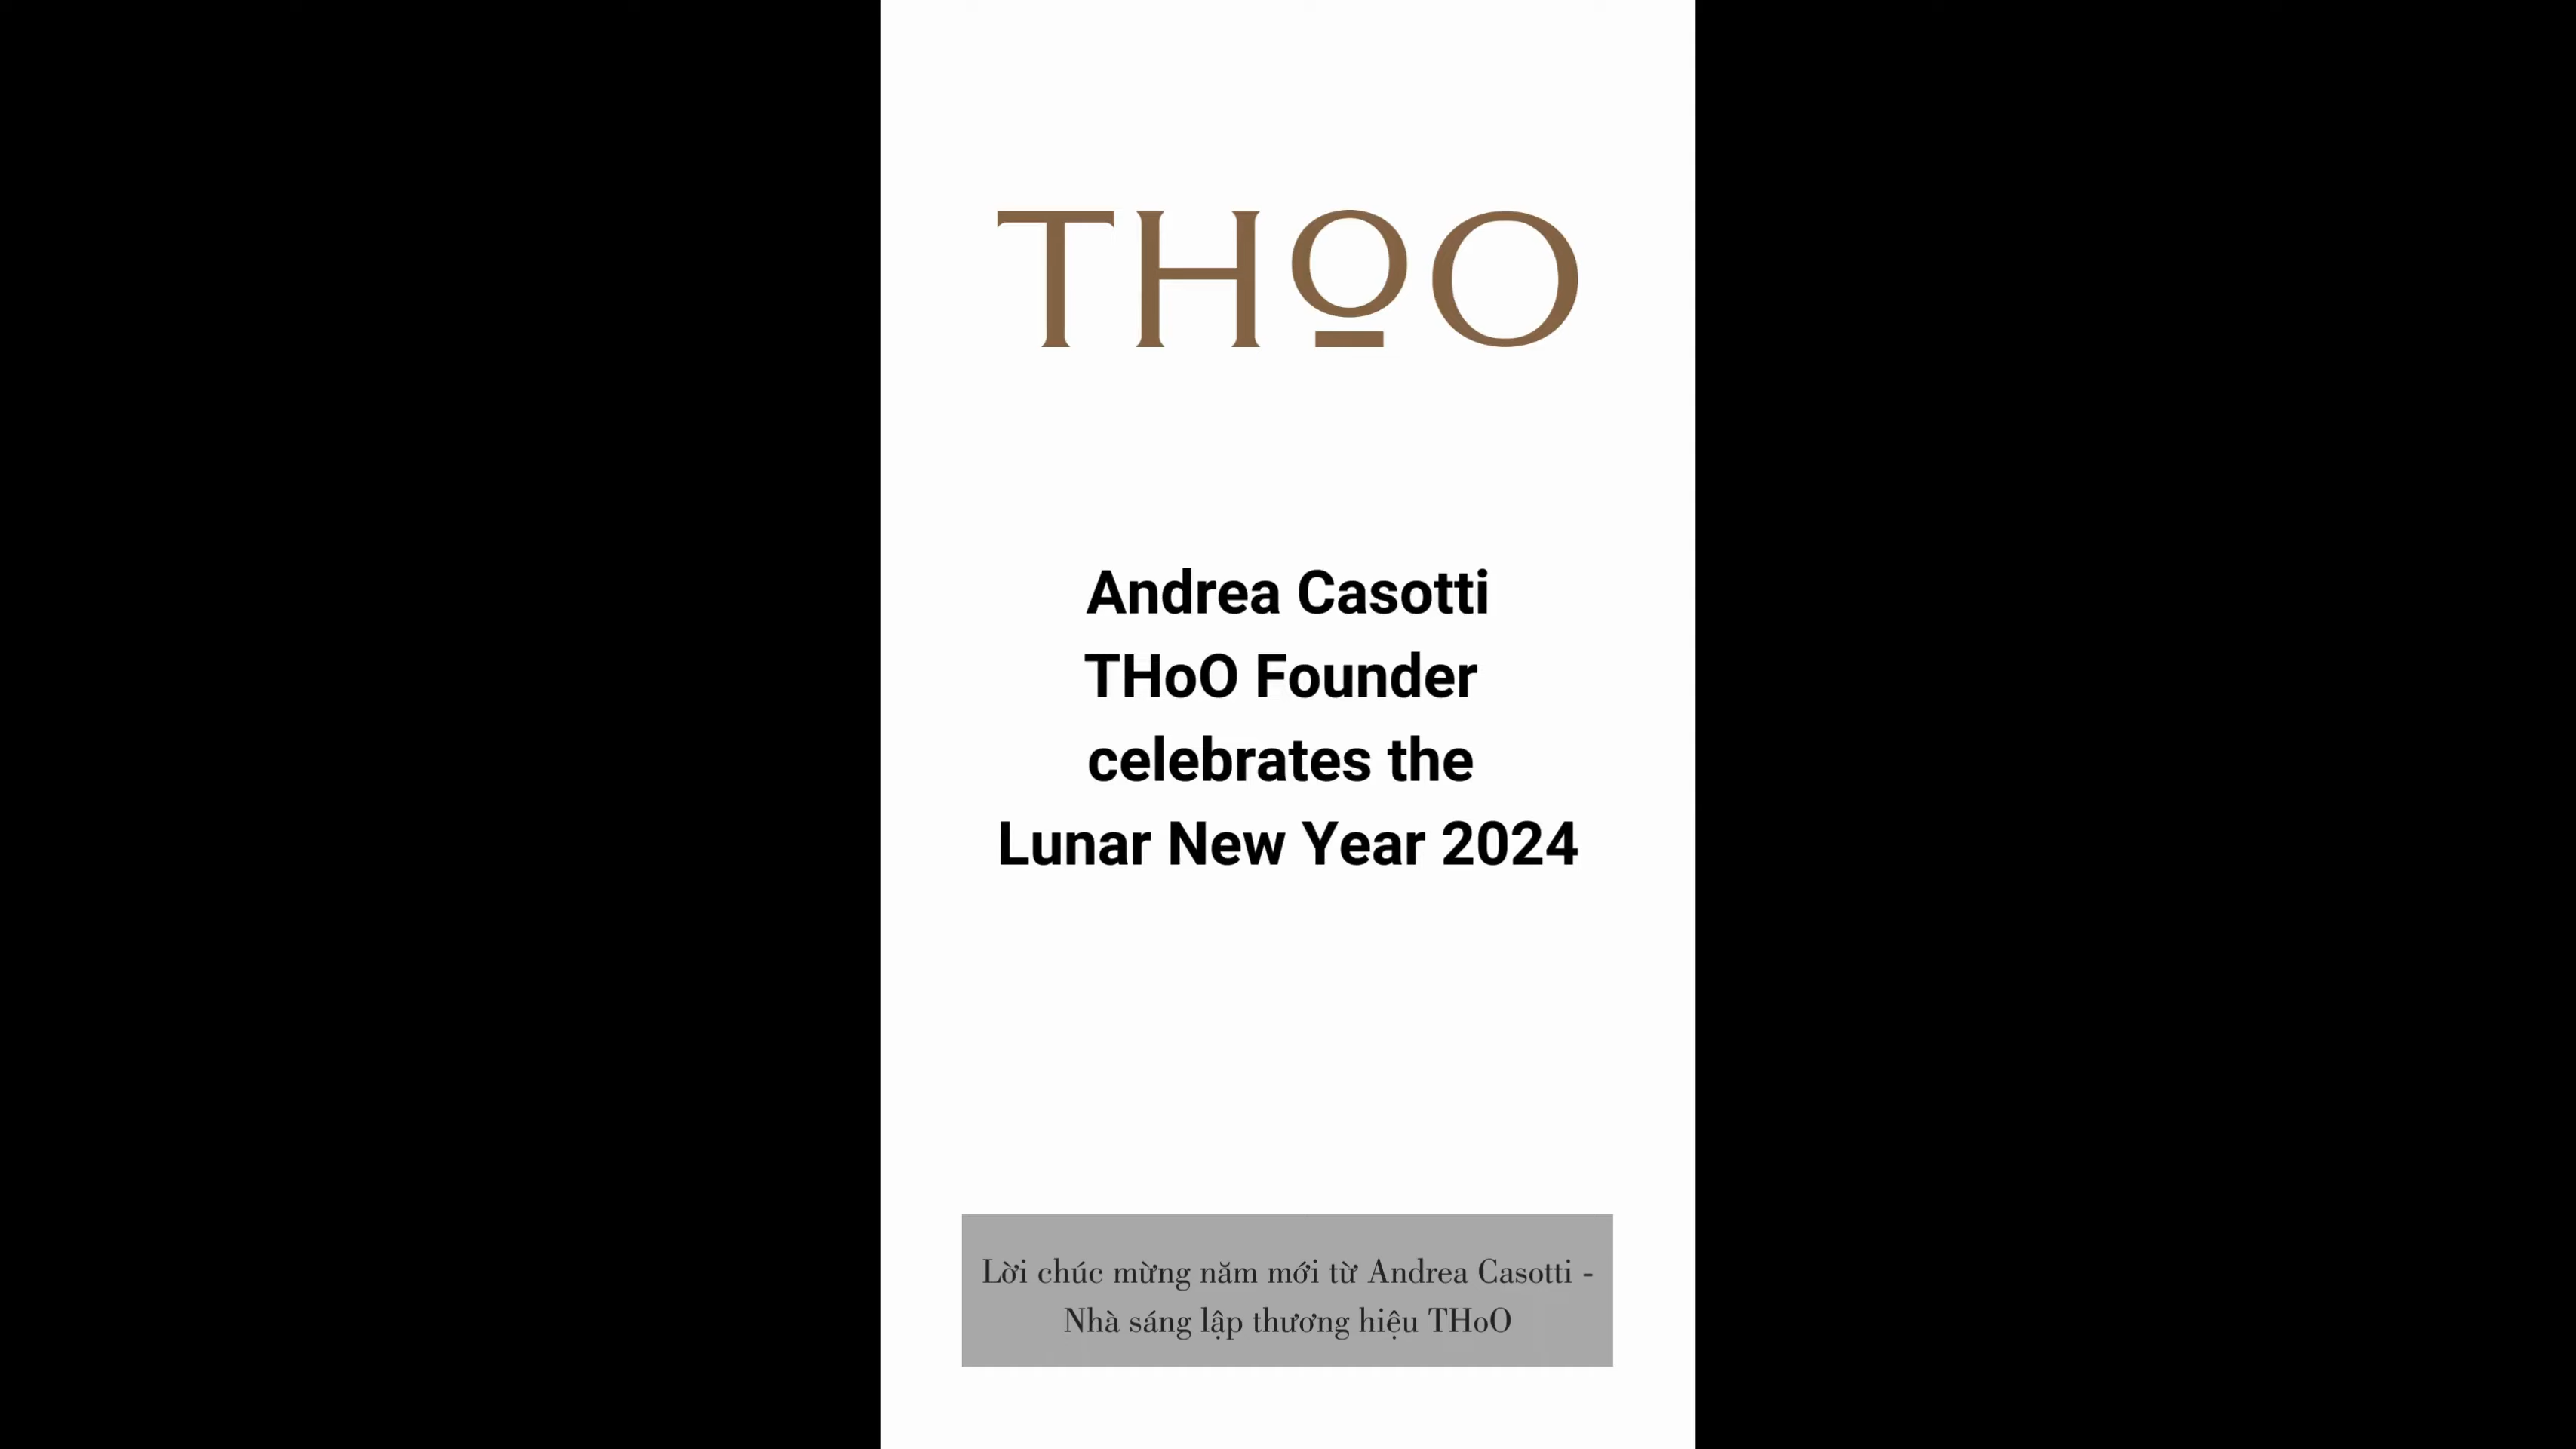 THoO
Andrea Casotti
THoO Founder
celebrates the
Lunar New Year 2024
Lời chúc mừng năm mới từ Andrea Casotti -
Nhà sáng lập thương hiệu THoO